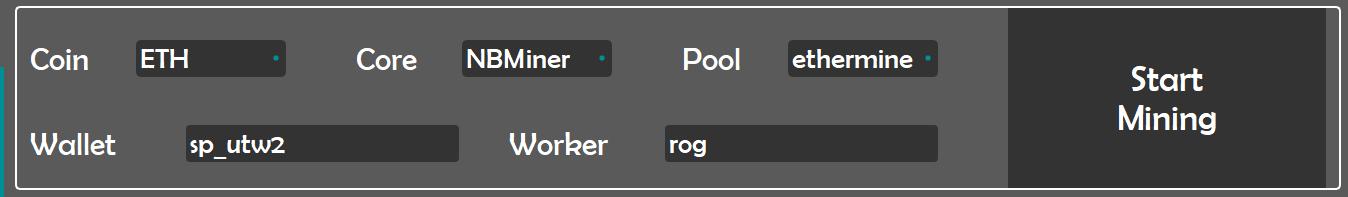 Coin ETH Core NBMiner Pool ethermine
Start
Mining
Wallet sp_utw2 Worker rog